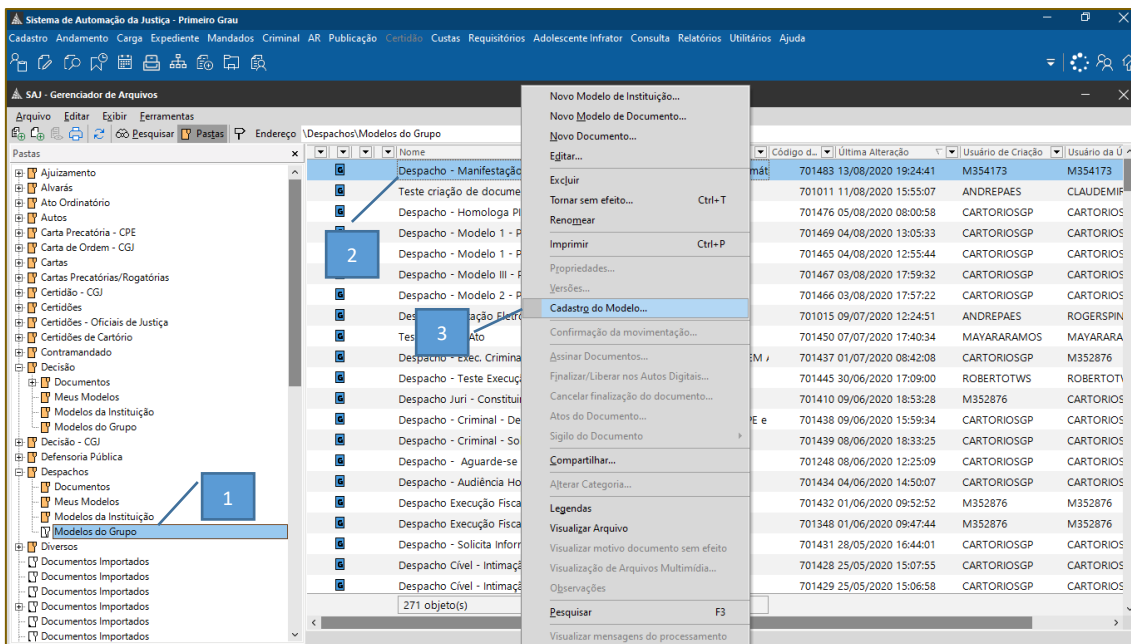 Sistema de Automação da Justiça - Primeiro Grau
Cadastro Andamento Carga Expediente Mandados Criminal AR Publicação Certidão Custas Requisitórios Adolescente Infrator Consulta Relatórios Utilitários Ajuda
SAJ - Gerenciador de Arquivos
Arquivo Editar Exibir Ferramentas
Pesquisar Pastas Endereço \Despachos\Modelos do Grupo
Pastas
Ajuizamento
Alvarás
Ato Ordinatório
Autos
Carta Precatória - CPE
Carta de Ordem - CGJ
Cartas
Cartas Precatórias/Rogatórias
Certidão - CGJ
Certidões
Certidões - Oficiais de Justiça
Certidões de Cartório
Contramandado
Decisão
Documentos
Meus Modelos
Modelos da Instituição
Modelos do Grupo
Decisão - CGJ
Defensoria Pública
Despachos
Documentos
Meus Modelos
Modelos da Instituição
Modelos do Grupo
Diversos
Documentos Importados
Documentos Importados
Documentos Importados
Documentos Importados
Documentos Importados
Documentos Importados
1
2
3
Nome Código d... Última Alteração Usuário de Criação Usuário da Ú
Despacho - Manifestação mát 701483 13/08/2020 19:24:41 M354173 M354173
Teste criação de docume 701011 11/08/2020 15:55:07 ANDREPAES CLAUDEMIR
Despacho - Homologa Pl 701476 05/08/2020 08:00:58 CARTORIOSGP CARTORIOS
Despacho - Modelo 1 - P 701469 04/08/2020 13:05:33 CARTORIOSGP CARTORIOS
Despacho - Modelo 1 - P 701465 04/08/2020 12:55:44 CARTORIOSGP CARTORIOS
Despacho - Modelo III - P 701467 03/08/2020 17:59:32 CARTORIOSGP CARTORIOS
Despacho - Modelo 2 - P 701466 03/08/2020 17:57:22 CARTORIOSGP CARTORIOS
Des ação Eletrô 701015 09/07/2020 12:24:51 ANDREPAES ROGERSPIN
Tes Ato 701450 07/07/2020 17:40:34 MAYARARAMOS MAYARARA
Despacho - Exec. Crimina EM 701437 01/07/2020 08:42:08 CARTORIOSGP M352876
Despacho - Teste Execuç 701445 30/06/2020 17:09:00 ROBERTOTWS ROBERTOTV
Despacho Juri - Constitui 701410 09/06/2020 18:53:28 M352876 CARTORIOS
Despacho - Criminal - De PE e 701438 09/06/2020 15:59:34 CARTORIOSGP CARTORIOS
Despacho - Criminal - So 701439 08/06/2020 18:33:25 CARTORIOSGP CARTORIOS
Despacho - Aguarde-se 701248 08/06/2020 12:25:09 CARTORIOSGP CARTORIOS
Despacho - Audiência Ho 701434 04/06/2020 14:50:07 CARTORIOSGP CARTORIOS
Despacho Execução Fisca 701432 01/06/2020 09:52:52 M352876 M352876
Despacho Execução Fisca 701348 01/06/2020 09:47:44 M352876 M352876
Despacho - Solicita Inforr 701431 28/05/2020 16:44:01 CARTORIOSGP CARTORIOS
Despacho Cível - Intimaçã 701428 25/05/2020 15:07:55 CARTORIOSGP CARTORIOS
Despacho Cível - Intimaçã 701429 25/05/2020 15:06:58 CARTORIOSGP CARTORIOS
271 objeto(s)
Novo Modelo de Instituição...
Novo Modelo de Documento...
Novo Documento...
Editar...
Excluir
Tornar sem efeito... Ctrl+T
Renomear
Imprimir Ctrl+P
Propriedades...
Versões...
Cadastro do Modelo...
Confirmação da movimentação...
Assinar Documentos...
Finalizar/Liberar nos Autos Digitais...
Cancelar finalização do documento...
Atos do Documento...
Sigilo do Documento
Compartilhar...
Alterar Categoria...
Legendas
Visualizar Arquivo
Visualizar motivo documento sem efeito
Visualização de Arquivos Multimídia...
Observações
Pesquisar F3
Visualizar mensagens do processamento